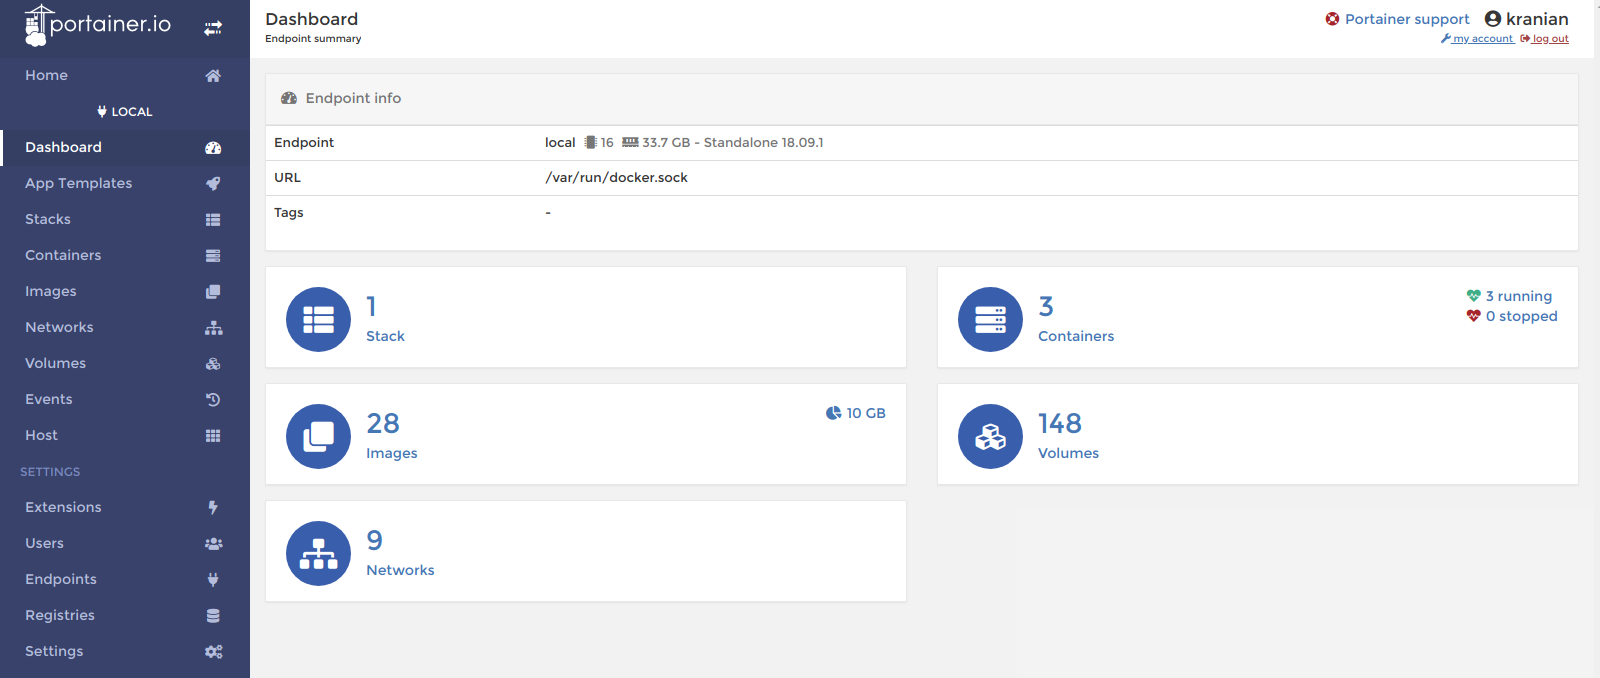 portainer.io
Home
LOCAL
Dashboard
App Templates
Stacks
Containers
Images
Networks
Volumes
Events
Host
SETTINGS
Extensions
Users
Endpoints
Registries
Settings
Dashboard
Endpoint summary
Portainer support kranian
my account log out
Endpoint info
Endpoint local 16 33.7 GB - Standalone 18.09.1
URL /var/run/docker.sock
Tags -
1
Stack
3
Containers
3 running
0 stopped
28
Images
10 GB
148
Volumes
9
Networks